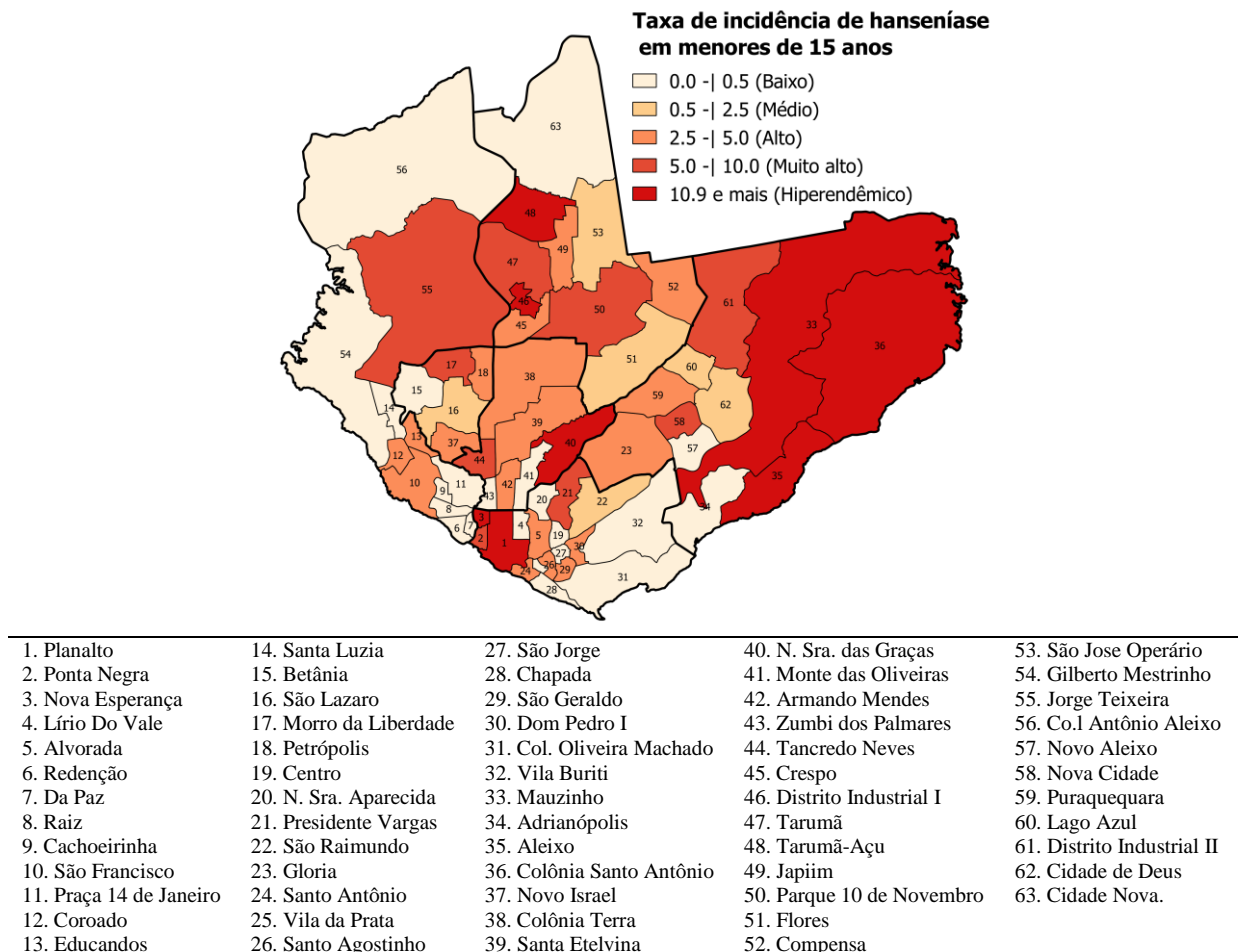 Taxa de incidência de hanseníase
em menores de 15 anos
0.0 -| 0.5 (Baixo)
0.5 -| 2.5 (Médio)
2.5 -| 5.0 (Alto)
5.0 -| 10.0 (Muito alto)
10.9 e mais (Hiperendêmico)
63
56
48
53
49
47
52
55
46
50
61
33
45
36
54
51
17
18
38
60
15
59
62
16
14
39
58
13
37
40
57
12
44
23
41
35
11
10
9
42
43
21
20
22
8
34
3
32
6
7
4
2
1
5
19
30
27
26
24
29
31
28
1. Planalto
2. Ponta Negra
3. Nova Esperança
4. Lírio Do Vale
5. Alvorada
6. Redenção
7. Da Paz
8. Raiz
9. Cachoeirinha
10. São Francisco
11. Praça 14 de Janeiro
12. Coroado
13. Educandos
14. Santa Luzia
15. Betânia
16. São Lazaro
17. Morro da Liberdade
18. Petrópolis
19. Centro
20. N. Sra. Aparecida
21. Presidente Vargas
22. São Raimundo
23. Gloria
24. Santo Antônio
25. Vila da Prata
26. Santo Agostinho
27. São Jorge
28. Chapada
29. São Geraldo
30. Dom Pedro I
31. Col. Oliveira Machado
32. Vila Buriti
33. Mauzinho
34. Adrianópolis
35. Aleixo
36. Colônia Santo Antônio
37. Novo Israel
38. Colônia Terra
39. Santa Etelvina
40. N. Sra. das Graças
41. Monte das Oliveiras
42. Armando Mendes
43. Zumbi dos Palmares
44. Tancredo Neves
45. Crespo
46. Distrito Industrial I
47. Tarumã
48. Tarumã-Açu
49. Japiim
50. Parque 10 de Novembro
51. Flores
52. Compensa
53. São Jose Operário
54. Gilberto Mestrinho
55. Jorge Teixeira
56. Co.l Antônio Aleixo
57. Novo Aleixo
58. Nova Cidade
59. Puraquequara
60. Lago Azul
61. Distrito Industrial II
62. Cidade de Deus
63. Cidade Nova.